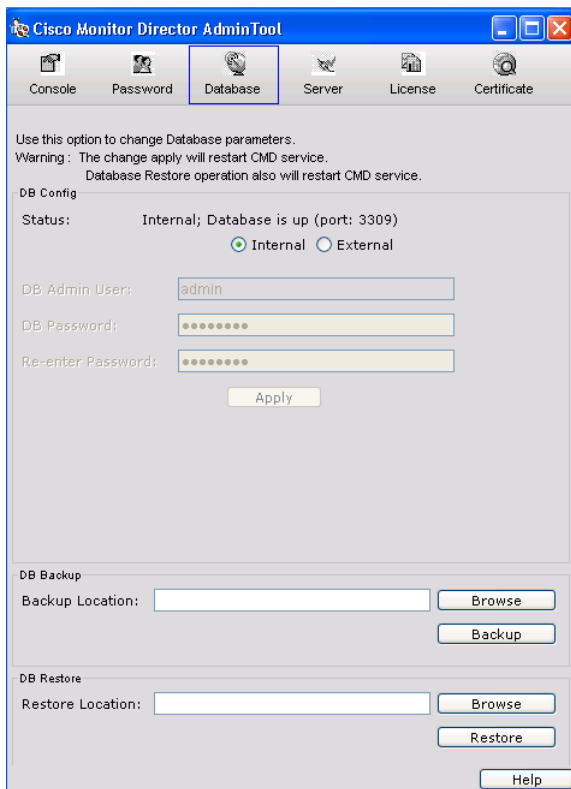 Cisco Monitor Director AdminTool
Console Password Database Server License Certificate
Use this option to change Database parameters.
Warning : The change apply will restart CMD service.
Database Restore operation also will restart CMD service.
DB Config
Status: Internal; Database is up (port: 3309)
Internal External
DB Admin User: admin
DB Password: ●●●●●●●●
Re-enter Password: ●●●●●●●●
Apply
DB Backup
Backup Location: Browse
Backup
DB Restore
Restore Location: Browse
Restore
Help